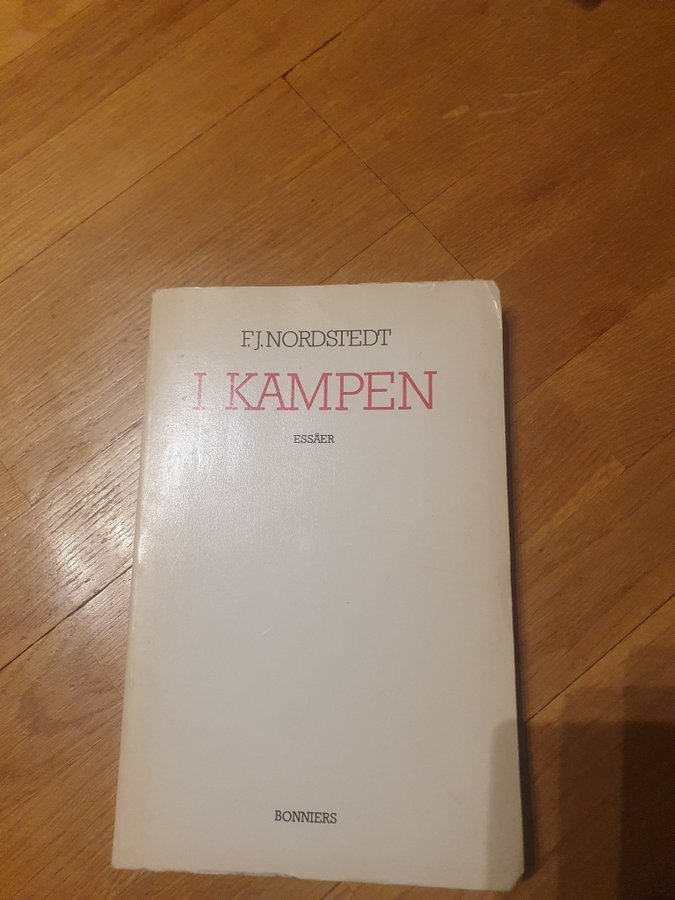 F.J. NORDSTEDT
I KAMPEN
ESSÄER
BONNIERS